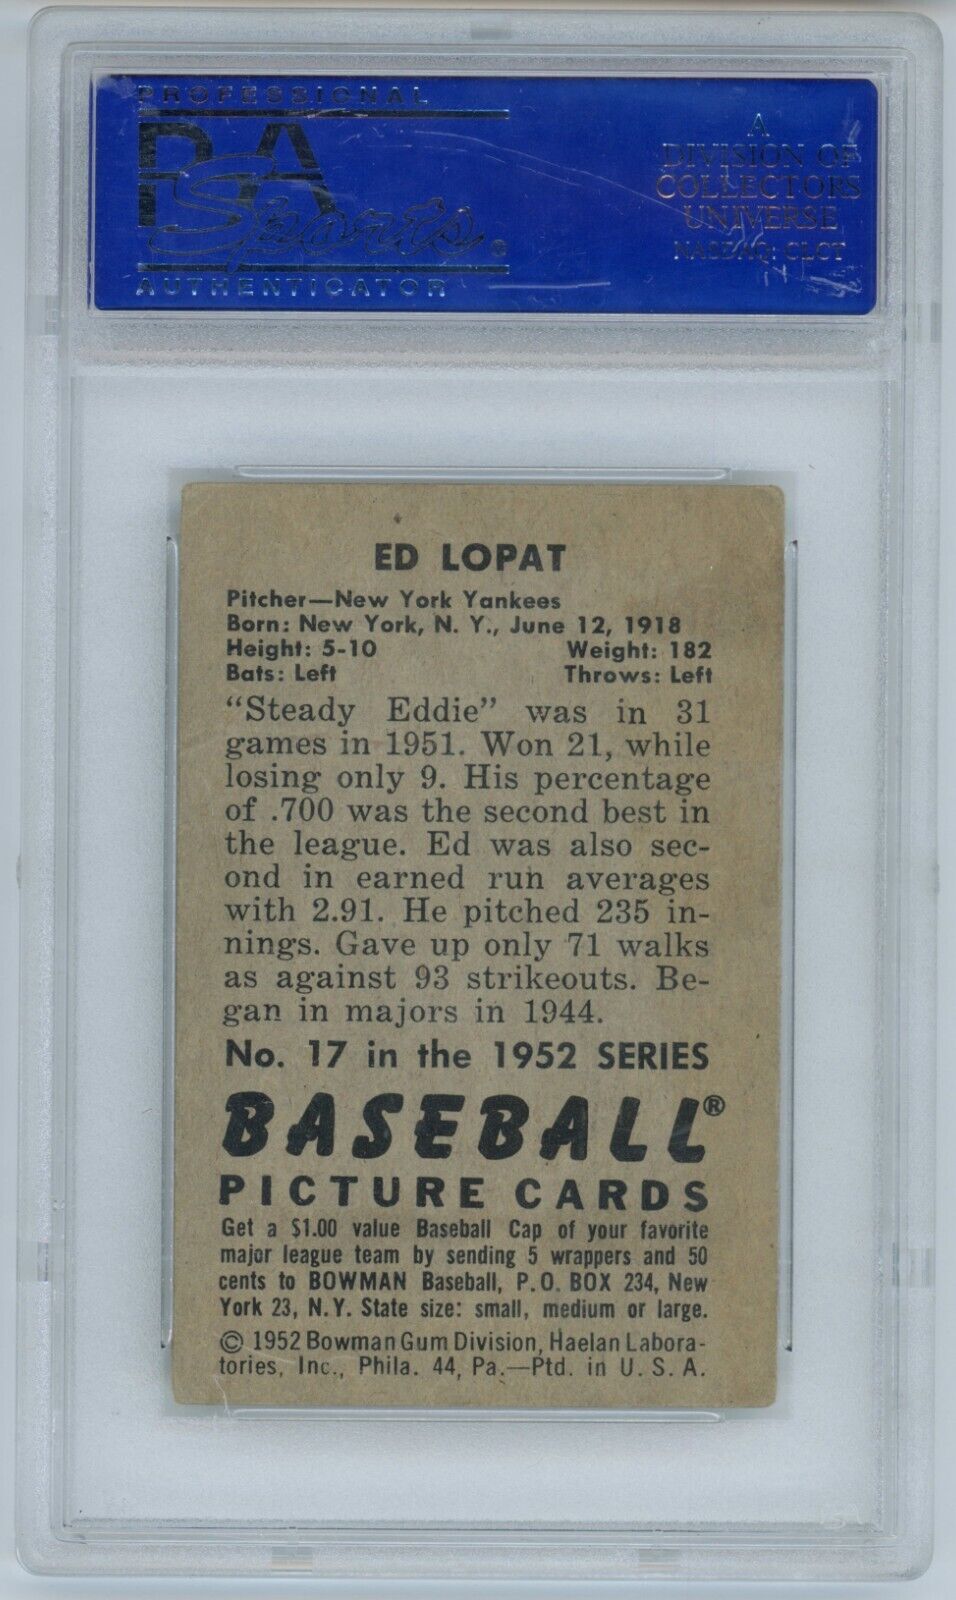 PROFESSIONAL
PSA
Sports
AUTHENTICATOR
A
DIVISION OF
COLLECTORS
UNIVERSE
NASDAQ: CLCT
ED LOPAT
Pitcher—New York Yankees
Born: New York, N. Y., June 12, 1918
Height: 5-10 Weight: 182
Bats: Left Throws: Left
"Steady Eddie" was in 31
games in 1951. Won 21, while
losing only 9. His percentage
of .700 was the second best in
the league. Ed was also sec-
ond in earned run averages
with 2.91. He pitched 235 in-
nings. Gave up only 71 walks
as against 93 strikeouts. Be-
gan in majors in 1944.
No. 17 in the 1952 SERIES
BASEBALL®
PICTURE CARDS
Get a $1.00 value Baseball Cap of your favorite
major league team by sending 5 wrappers and 50
cents to BOWMAN Baseball, P.O. BOX 234, New
York 23, N.Y. State size: small, medium or large.
© 1952 Bowman Gum Division, Haelan Labora-
tories, Inc., Phila. 44, Pa.—Ptd. in U. S. A.